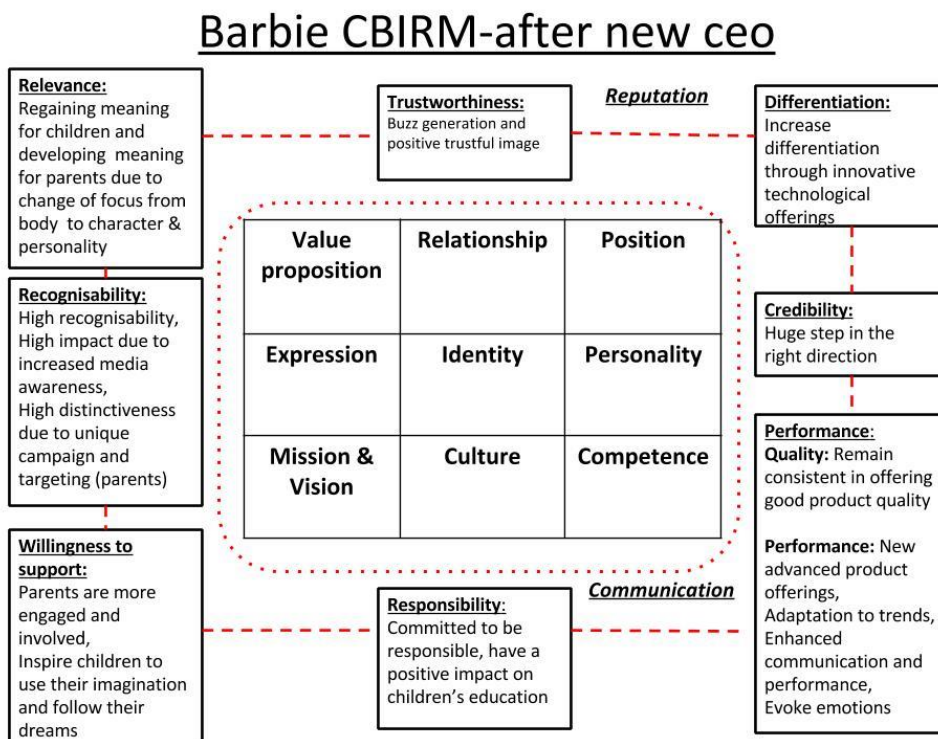 Barbie CBIRM-after new ceo
Relevance:
Regaining meaning
for children and
developing meaning
for parents due to
change of focus from
body to character &
personality
Trustworthiness:
Buzz generation and
positive trustful image
Reputation
Differentiation:
Increase
differentiation
through innovative
technological
offerings
Recognisability:
High recognisability,
High impact due to
increased media
awareness,
High distinctiveness
due to unique
campaign and
targeting (parents)
Value
proposition
Relationship
Position
Expression
Identity
Personality
Mission &
Vision
Culture
Competence
Credibility:
Huge step in the
right direction
Performance:
Quality: Remain
consistent in offering
good product quality
Performance: New
advanced product
offerings,
Adaptation to trends,
Enhanced
communication and
performance,
Evoke emotions
Willingness to
support:
Parents are more
engaged and
involved,
Inspire children to
use their imagination
and follow their
dreams
Responsibility:
Committed to be
responsible, have a
positive impact on
children's education
Communication